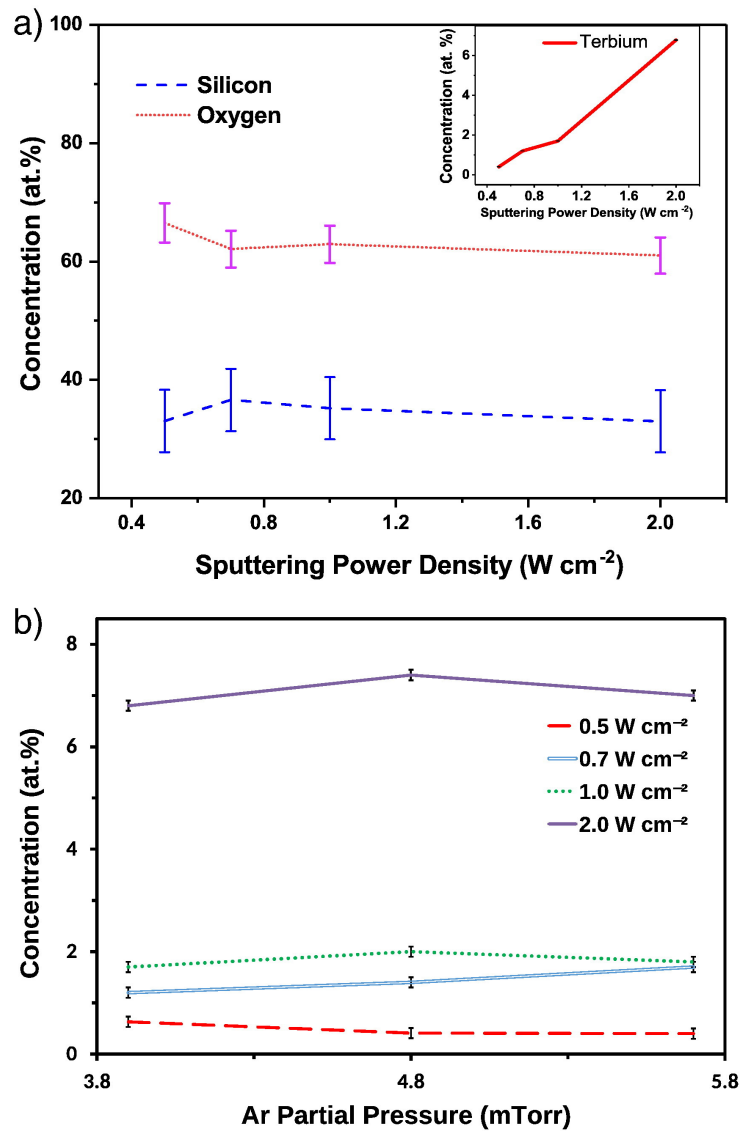 a)
Concentration (at.%)
100
80
60
40
20
Silicon
Oxygen
0.4 0.8 1.2 1.6 2.0
Sputtering Power Density (W cm-2)
Concentration (at. %)
6
4
2
0
Terbium
0.4 0.8 1.2 1.6 2.0
Sputtering Power Density (W cm -2)
b)
Concentration (at.%)
8
6
4
2
0
0.5 W cm−2
0.7 W cm−2
1.0 W cm−2
2.0 W cm−2
3.8 4.8 5.8
Ar Partial Pressure (mTorr)